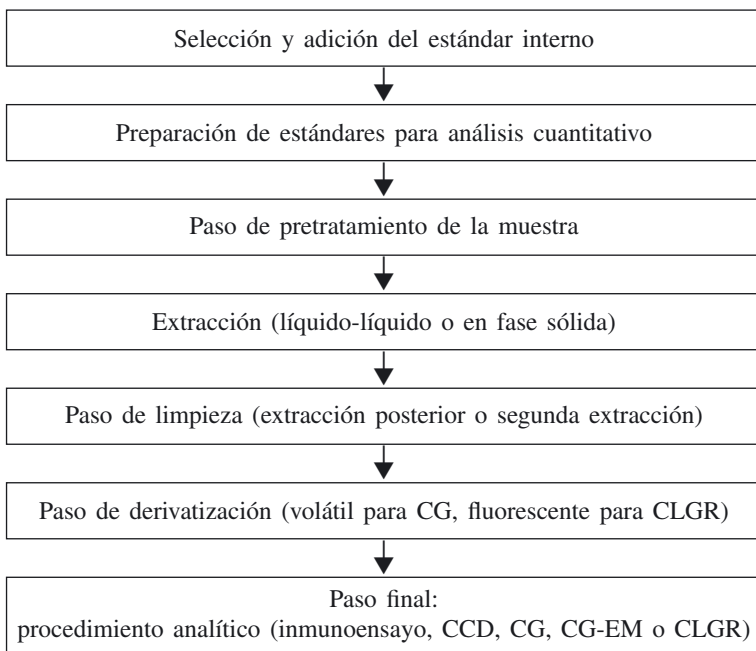 Selección y adición del estándar interno
Preparación de estándares para análisis cuantitativo
Paso de pretratamiento de la muestra
Extracción (líquido-líquido o en fase sólida)
Paso de limpieza (extracción posterior o segunda extracción)
Paso de derivatización (volátil para CG, fluorescente para CLGR)
Paso final:
procedimiento analítico (inmunoensayo, CCD, CG, CG-EM o CLGR)